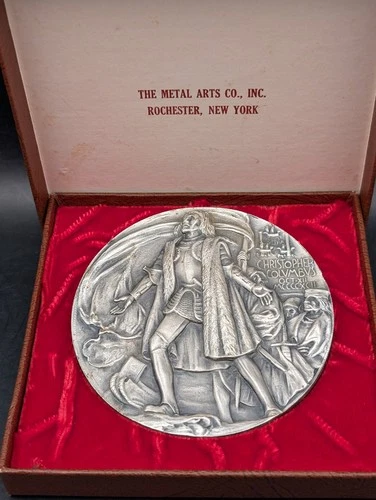 THE METAL ARTS CO., INC.
ROCHESTER, NEW YORK
CHRISTOPHER
COLUMBUS